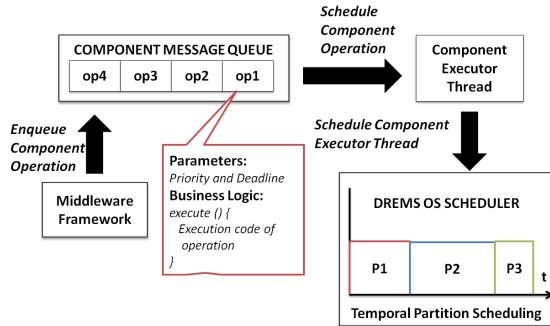 COMPONENT MESSAGE QUEUE
op4 op3 op2 op1
Schedule
Component
Operation
Component
Executor
Thread
Enqueue
Component
Operation
Middleware
Framework
Parameters:
Priority and Deadline
Business Logic:
execute () {
Execution code of
operation
}
Schedule Component
Executor Thread
DREMS OS SCHEDULER
P1 P2 P3 t
Temporal Partition Scheduling